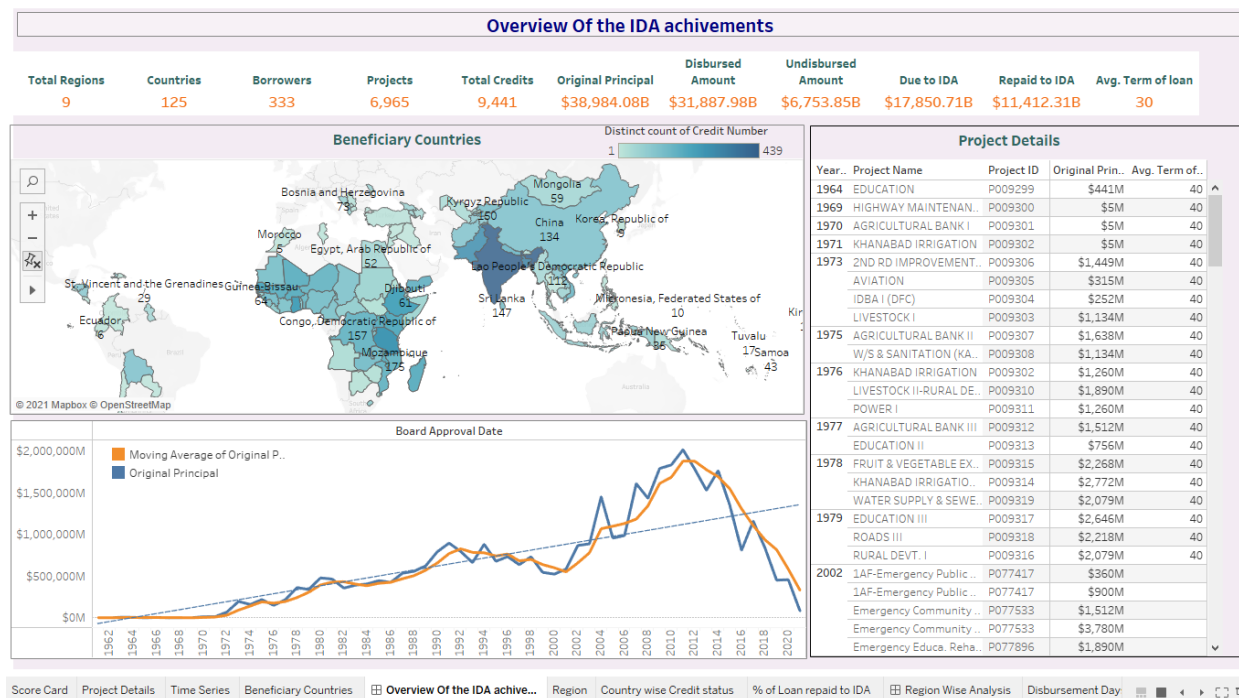 Overview Of the IDA achivements
Total Regions
9
Countries
125
Borrowers
333
Projects
6,965
Total Credits
9,441
Original Principal
$38,984.08B
Disbursed
Amount
$31,887.98B
Undisbursed
Amount
$6,753.85B
Due to IDA
$17,850.71B
Repaid to IDA
$11,412.31B
Avg. Term of loan
30
Beneficiary Countries
Distinct count of Credit Number
1 439
Bosnia and Herzegovina
73
Mongolia
59
Kyrgyz Republic
150
China
134
Korea, Republic of
9
Morocco
5
Egypt, Arab Republic of
52
Lao People's Democratic Republic
112
St. Vincent and the Grenadines
29
Guinea-Bissau
64
Djibouti
61
Sri Lanka
147
Micronesia, Federated States of
10
Kir
Ecuador
6
Congo, Democratic Republic of
157
Papua New Guinea
Tuvalu
17
Mozambique
175
Samoa
43
Brazil
Australia
© 2021 Mapbox © OpenStreetMap
Project Details
Year.. Project Name Project ID Original Prin.. Avg. Term of..
1964 EDUCATION P009299 $441M 40
1969 HIGHWAY MAINTENAN.. P009300 $5M 40
1970 AGRICULTURAL BANK I P009301 $5M 40
1971 KHANABAD IRRIGATION P009302 $5M 40
1973 2ND RD IMPROVEMENT.. P009306 $1,449M 40
AVIATION P009305 $315M 40
IDBA I (DFC) P009304 $252M 40
LIVESTOCK I P009303 $1,134M 40
1975 AGRICULTURAL BANK II P009307 $1,638M 40
W/S & SANITATION (KA.. P009308 $1,134M 40
1976 KHANABAD IRRIGATION P009302 $1,260M 40
LIVESTOCK II-RURAL DE.. P009310 $1,890M 40
POWER I P009311 $1,260M 40
1977 AGRICULTURAL BANK III P009312 $1,512M 40
EDUCATION II P009313 $756M 40
1978 FRUIT & VEGETABLE EX.. P009315 $2,268M 40
KHANABAD IRRIGATIO.. P009314 $2,772M 40
WATER SUPPLY & SEWE.. P009319 $2,079M 40
1979 EDUCATION III P009317 $2,646M 40
ROADS III P009318 $2,218M 40
RURAL DEVT. I P009316 $2,079M 40
2002 1AF-Emergency Public .. P077417 $360M
1AF-Emergency Public .. P077417 $900M
Emergency Community .. P077533 $1,512M
Emergency Community .. P077533 $3,780M
Emergency Educa. Reha.. P077896 $1,890M
Board Approval Date
Moving Average of Original P..
Original Principal
$2,000,000M
$1,500,000M
$1,000,000M
$500,000M
$0M
1962 1964 1966 1968 1970 1972 1974 1976 1978 1980 1982 1984 1986 1988 1990 1992 1994 1996 1998 2000 2002 2004 2006 2008 2010 2012 2014 2016 2018 2020
Score Card Project Details Time Series Beneficiary Countries Overview Of the IDA achive... Region Country wise Credit status % of Loan repaid to IDA Region Wise Analysis Disbursement Day